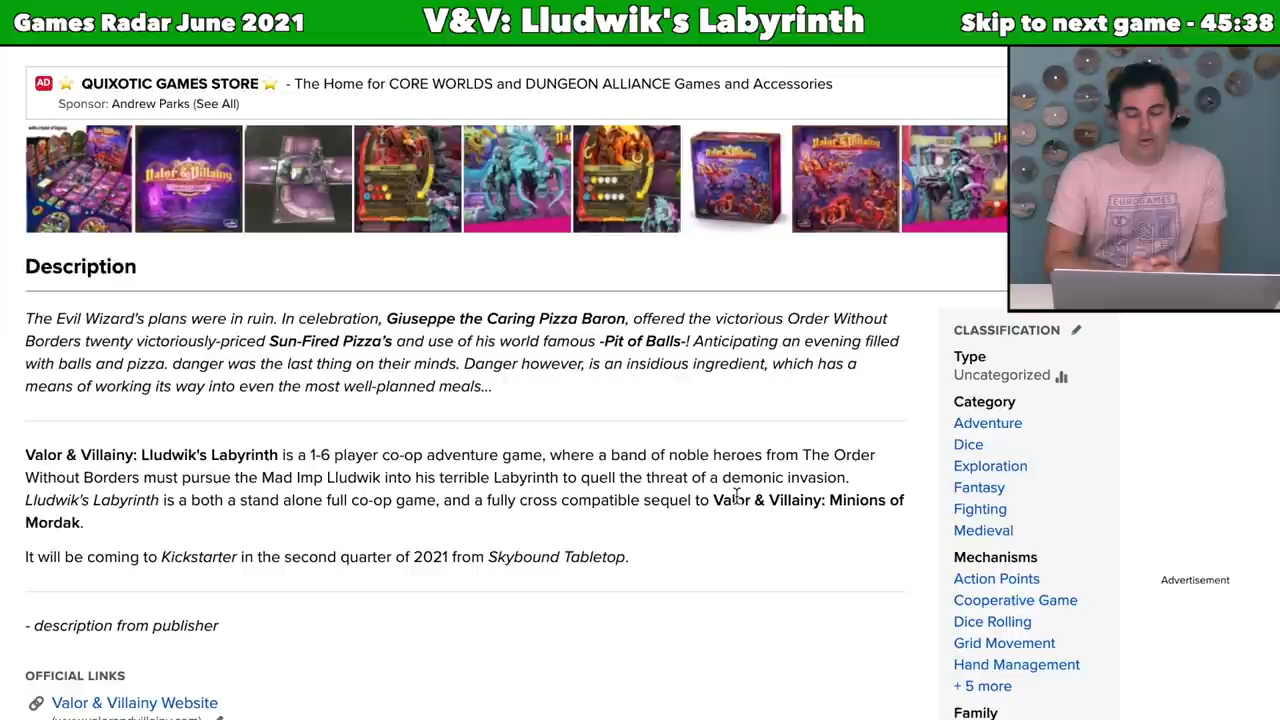 Games Radar June 2021
V&V: Lludwik's Labyrinth
Skip to next game - 45:38
AD
QUIXOTIC GAMES STORE - The Home for CORE WORLDS and DUNGEON ALLIANCE Games and Accessories
Sponsor: Andrew Parks (See All)
Valor & Villainy
Valor & Villainy
Valor & Villainy
Description
The Evil Wizard's plans were in ruin. In celebration, Giuseppe the Caring Pizza Baron, offered the victorious Order Without
Borders twenty victoriously-priced Sun-Fired Pizza's and use of his world famous -Pit of Balls-! Anticipating an evening filled
with balls and pizza. danger was the last thing on their minds. Danger however, is an insidious ingredient, which has a
means of working its way into even the most well-planned meals...
Valor & Villainy: Lludwik's Labyrinth is a 1-6 player co-op adventure game, where a band of noble heroes from The Order
Without Borders must pursue the Mad Imp Lludwik into his terrible Labyrinth to quell the threat of a demonic invasion.
Lludwik's Labyrinth is a both a stand alone full co-op game, and a fully cross compatible sequel to Valor & Villainy: Minions of
Mordak.
It will be coming to Kickstarter in the second quarter of 2021 from Skybound Tabletop.
- description from publisher
OFFICIAL LINKS
Valor & Villainy Website
(www.valorandvillainy.com)
EUROGAMES
CLASSIFICATION
Type
Uncategorized
Category
Adventure
Dice
Exploration
Fantasy
Fighting
Medieval
Mechanisms
Action Points
Cooperative Game
Dice Rolling
Grid Movement
Hand Management
+ 5 more
Family
Advertisement